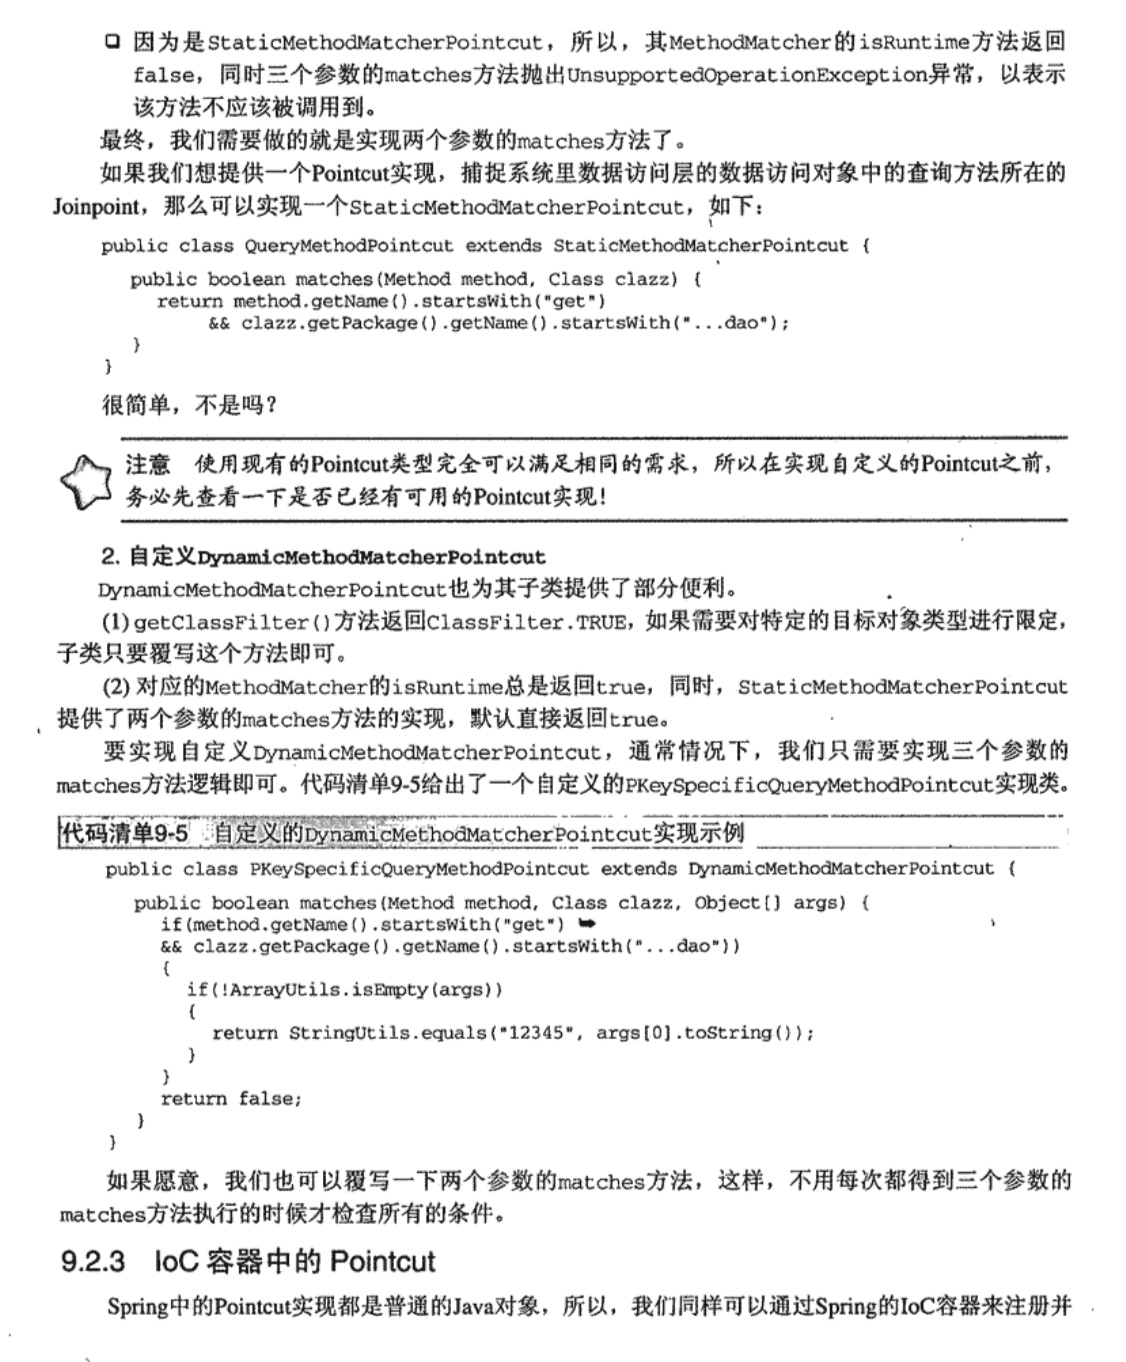 ❑ 因为是StaticMethodMatcherPointcut，所以，其MethodMatcher的isRuntime方法返回
false，同时三个参数的matches方法抛出UnsupportedOperationException异常，以表示
该方法不应该被调用到。
最终，我们需要做的就是实现两个参数的matches方法了。
如果我们想提供一个Pointcut实现，捕捉系统里数据访问层的数据访问对象中的查询方法所在的
Joinpoint，那么可以实现一个StaticMethodMatcherPointcut，如下：
public class QueryMethodPointcut extends StaticMethodMatcherPointcut {
public boolean matches(Method method, Class clazz) {
return method.getName().startsWith("get")
&& clazz.getPackage().getName().startsWith("...dao");
}
}
很简单，不是吗？
注意 使用现有的Pointcut类型完全可以满足相同的需求，所以在实现自定义的Pointcut之前，
务必先查看一下是否已经有可用的Pointcut实现！
2. 自定义DynamicMethodMatcherPointcut
DynamicMethodMatcherPointcut也为其子类提供了部分便利。
(1) getClassFilter()方法返回ClassFilter.TRUE，如果需要对特定的目标对象类型进行限定，
子类只要覆写这个方法即可。
(2) 对应的MethodMatcher的isRuntime总是返回true，同时，StaticMethodMatcherPointcut
提供了两个参数的matches方法的实现，默认直接返回true。
要实现自定义DynamicMethodMatcherPointcut，通常情况下，我们只需要实现三个参数的
matches方法逻辑即可。代码清单9-5给出了一个自定义的PKeySpecificQueryMethodPointcut实现类。
代码清单9-5 自定义的DynamicMethodMatcherPointcut实现示例
public class PKeySpecificQueryMethodPointcut extends DynamicMethodMatcherPointcut {
public boolean matches(Method method, Class clazz, Object[] args) {
if(method.getName().startsWith("get") ➥
&& clazz.getPackage().getName().startsWith("...dao"))
{
if(!ArrayUtils.isEmpty(args))
{
return StringUtils.equals("12345", args[0].toString());
}
}
return false;
}
}
如果愿意，我们也可以覆写一下两个参数的matches方法，这样，不用每次都得到三个参数的
matches方法执行的时候才检查所有的条件。
9.2.3 IoC 容器中的 Pointcut
Spring中的Pointcut实现都是普通的Java对象，所以，我们同样可以通过Spring的IoC容器来注册并